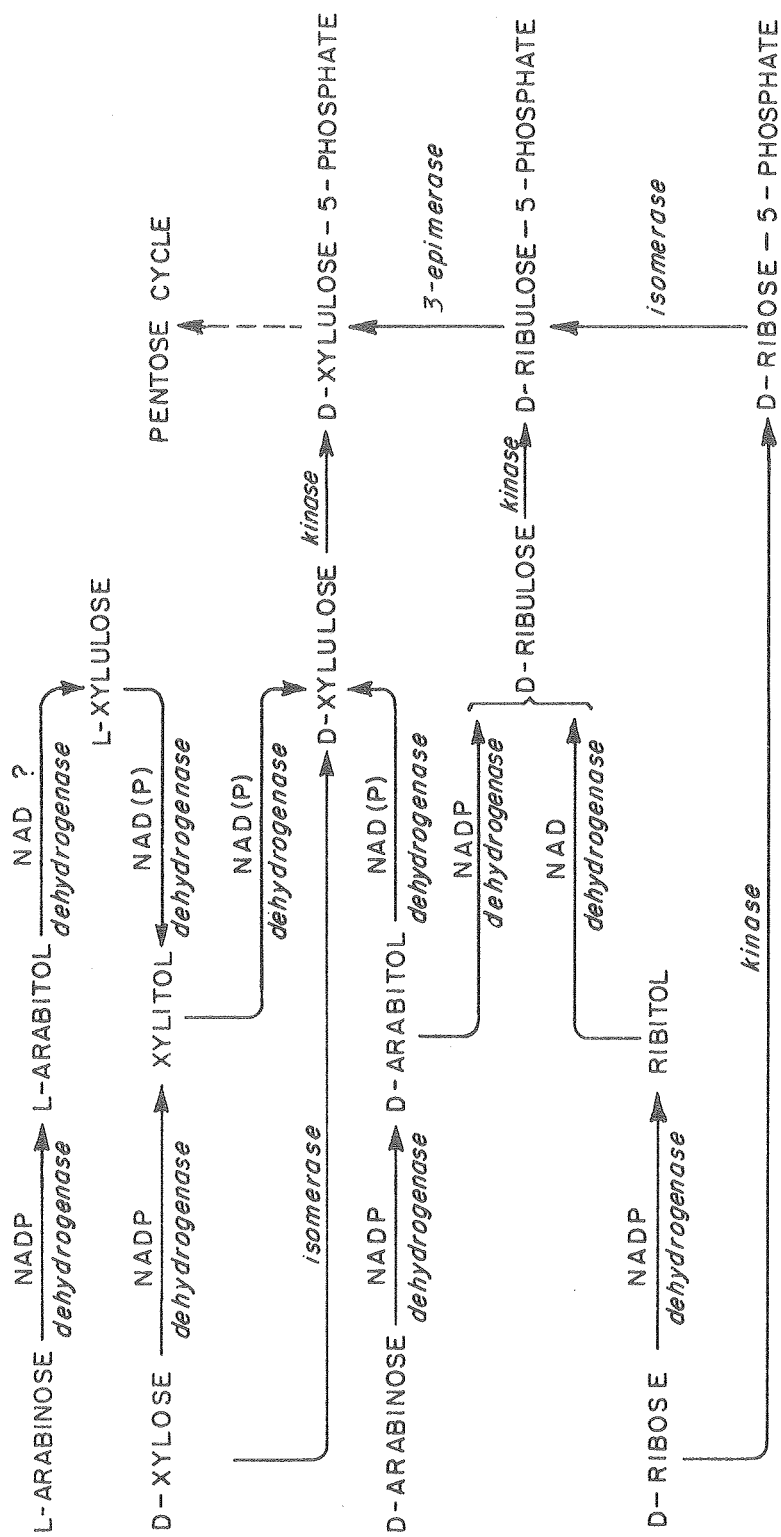 L-ARABINOSE NADP dehydrogenase L-ARABITOL NAD ? dehydrogenase
L-XYLULOSE
PENTOSE CYCLE
D-XYLOSE NADP dehydrogenase XYLITOL NAD(P) dehydrogenase
NAD(P) dehydrogenase
isomerase D-XYLULOSE kinase D-XYLULOSE-5-PHOSPHATE
3-epimerase
D-ARABINOSE NADP dehydrogenase D-ARABITOL NAD(P) dehydrogenase
NADP dehydrogenase
D-RIBULOSE kinase D-RIBULOSE-5-PHOSPHATE
NAD dehydrogenase
isomerase
D-RIBOSE NADP dehydrogenase RIBITOL
kinase D-RIBOSE-5-PHOSPHATE